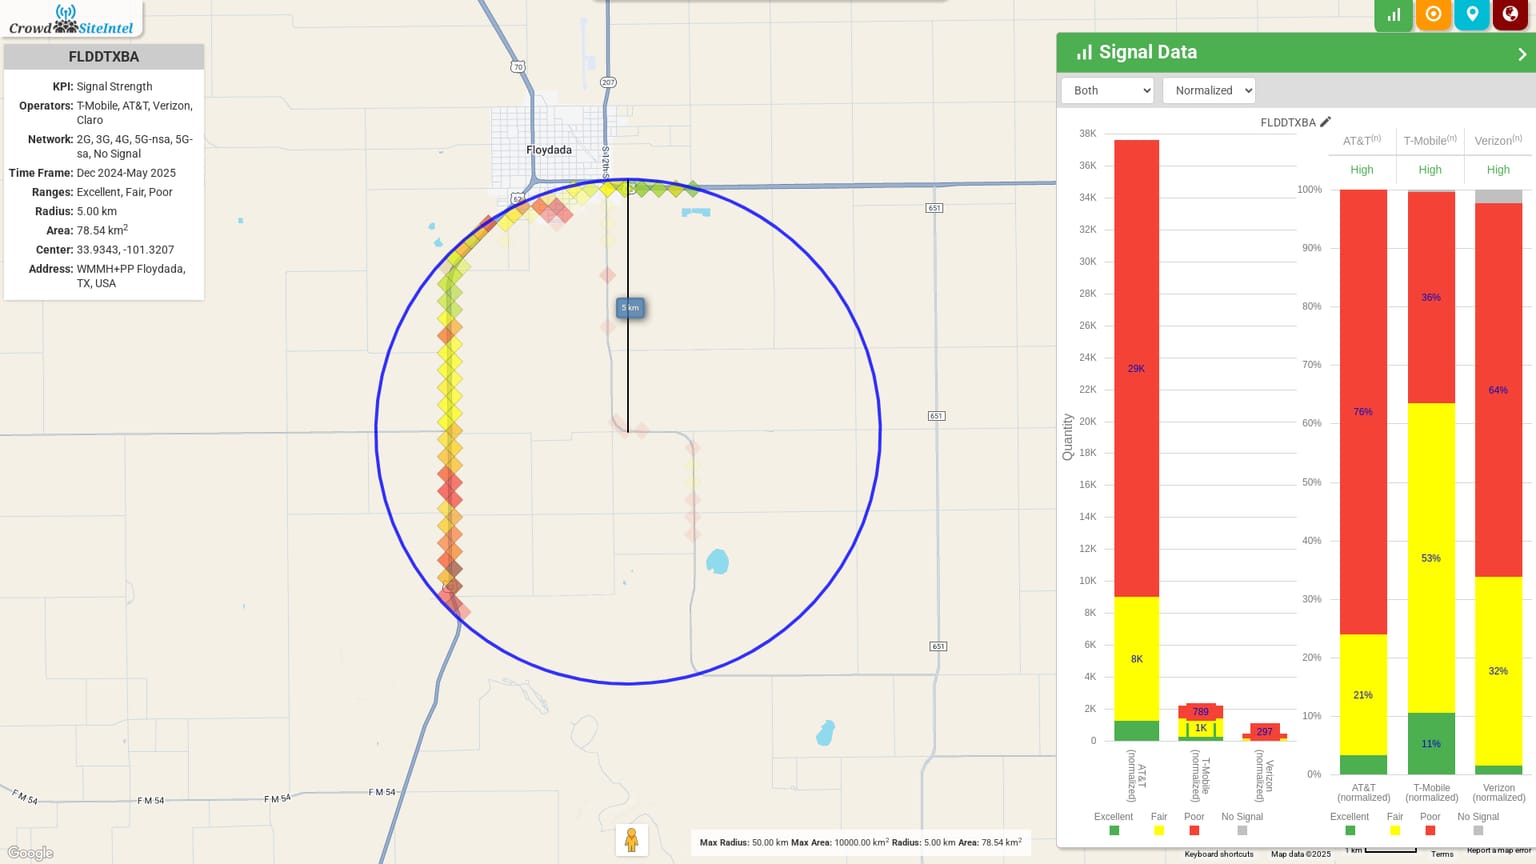 Crowd SiteIntel
FLDDTXBA
KPI: Signal Strength
Operators: T-Mobile, AT&T, Verizon,
Claro
Network: 2G, 3G, 4G, 5G-nsa, 5G-
sa, No Signal
Time Frame: Dec 2024-May 2025
Ranges: Excellent, Fair, Poor
Radius: 5.00 km
Area: 78.54 km2
Center: 33.9343, -101.3207
Address: WMMH+PP Floydada,
TX, USA
70
207
Floydada
S 12th S
62
651
5 km
651
651
F M 54
F M 54
F M 54
F M 54
Google
Max Radius: 50.00 km Max Area: 10000.00 km2 Radius: 5.00 km Area: 78.54 km2
Signal Data
Both
Normalized
FLDDTXBA
38K
36K
34K
32K
30K
28K
26K
24K
22K
20K
18K
16K
14K
12K
10K
8K
6K
4K
2K
0
Quantity
29K
8K
789
1K
297
AT&T
(normalized)
T-Mobile
(normalized)
Verizon
(normalized)
Excellent Fair Poor No Signal
AT&T(n) T-Mobile(n) Verizon(n)
High High High
100%
90%
80%
70%
60%
50%
40%
30%
20%
10%
0%
76%
21%
36%
53%
11%
64%
32%
AT&T
(normalized)
T-Mobile
(normalized)
Verizon
(normalized)
Excellent Fair Poor No Signal
Keyboard shortcuts Map data ©2025 1 km Terms Report a map error